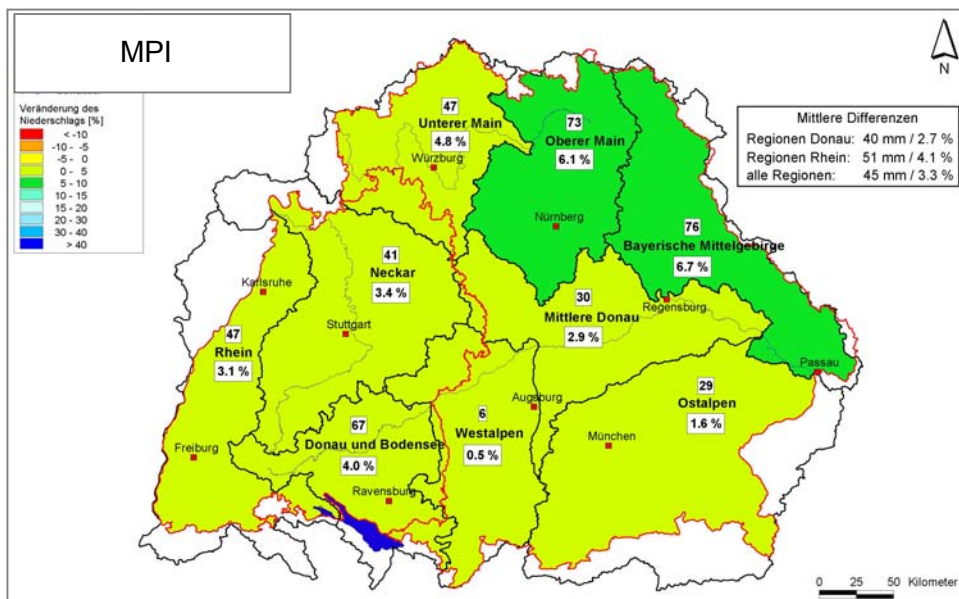 MPI
Veränderung des
Niederschlags [%]
< -10
-10 - -5
-5 - 0
0 - 5
5 - 10
10 - 15
15 - 20
20 - 30
30 - 40
> 40
N
Mittlere Differenzen
Regionen Donau: 40 mm / 2.7 %
Regionen Rhein: 51 mm / 4.1 %
alle Regionen: 45 mm / 3.3 %
47
Unterer Main
4.8 %
Würzburg
73
Oberer Main
6.1 %
Nürnberg
76
Bayerische Mittelgebirge
6.7 %
41
Neckar
3.4 %
Karlsruhe
Stuttgart
30
Mittlere Donau
2.9 %
Regensburg
47
Rhein
3.1 %
Freiburg
Passau
29
Ostalpen
1.6 %
München
Augsburg
6
Westalpen
0.5 %
67
Donau und Bodensee
4.0 %
Ravensburg
0 25 50 Kilometer